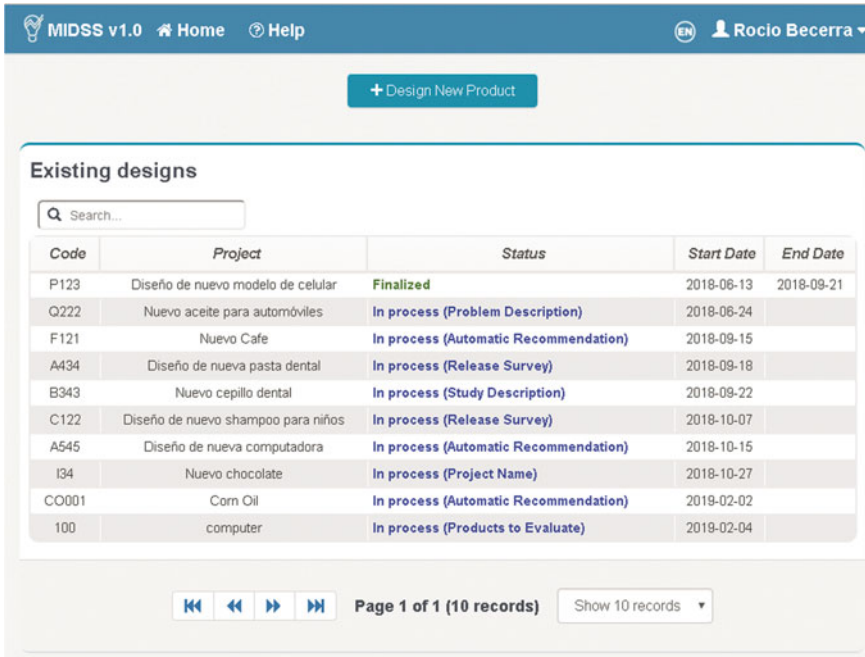 MIDSS v1.0 Home Help EN Rocio Becerra
+ Design New Product
Existing designs
Search...
Code Project Status Start Date End Date
P123 Diseño de nuevo modelo de celular Finalized 2018-06-13 2018-09-21
Q222 Nuevo aceite para automóviles In process (Problem Description) 2018-06-24
F121 Nuevo Cafe In process (Automatic Recommendation) 2018-09-15
A434 Diseño de nueva pasta dental In process (Release Survey) 2018-09-18
B343 Nuevo cepillo dental In process (Study Description) 2018-09-22
C122 Diseño de nuevo shampoo para niños In process (Release Survey) 2018-10-07
A545 Diseño de nueva computadora In process (Automatic Recommendation) 2018-10-15
I34 Nuevo chocolate In process (Project Name) 2018-10-27
CO001 Corn Oil In process (Automatic Recommendation) 2019-02-02
100 computer In process (Products to Evaluate) 2019-02-04
Page 1 of 1 (10 records) Show 10 records